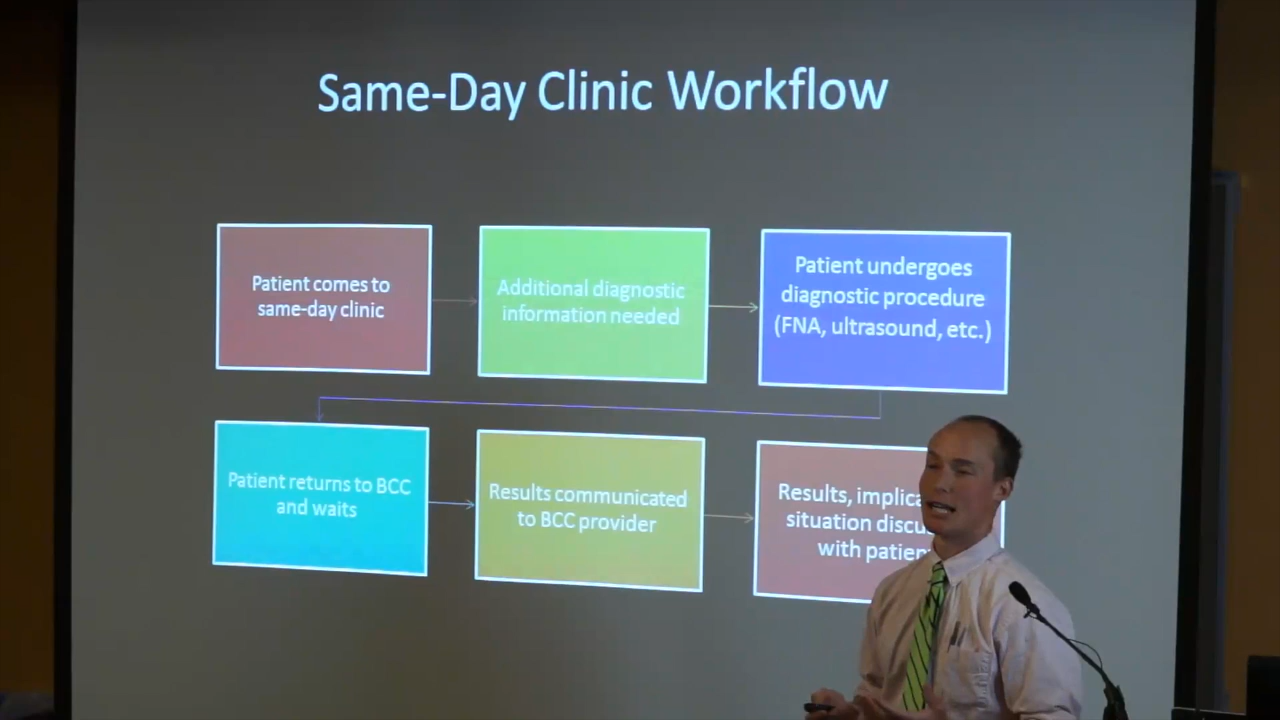 Same-Day Clinic Workflow
Patient comes to
same-day clinic
Additional diagnostic
information needed
Patient undergoes
diagnostic procedure
(FNA, ultrasound, etc.)
Patient returns to BCC
and waits
Results communicated
to BCC provider
Results,
situation
with